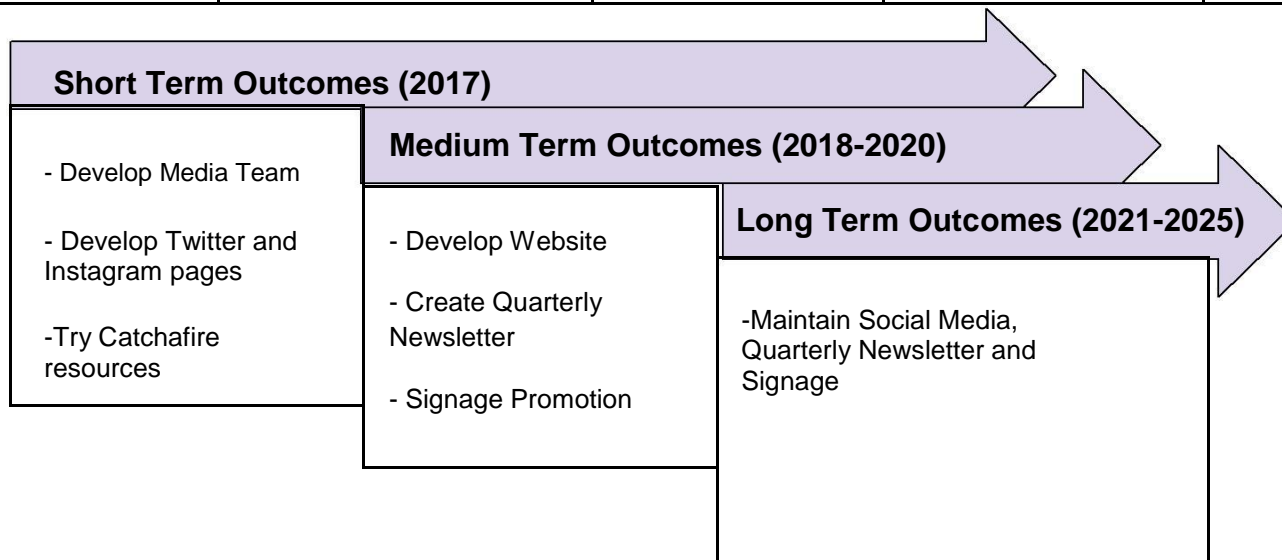 Short Term Outcomes (2017)
- Develop Media Team
- Develop Twitter and
Instagram pages
-Try Catchafire
resources
Medium Term Outcomes (2018-2020)
- Develop Website
- Create Quarterly
Newsletter
- Signage Promotion
Long Term Outcomes (2021-2025)
-Maintain Social Media,
Quarterly Newsletter and
Signage